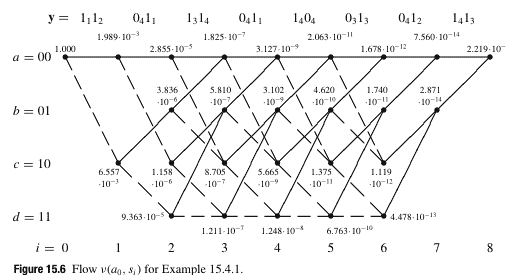 y = 1₁1₂ 0₄1₁ 1₃1₄ 0₄1₁ 1₄0₄ 0₃1₃ 0₄1₂ 1₄1₃
1.989·10⁻³ 1.825·10⁻⁷ 2.063·10⁻¹¹ 7.560·10⁻¹⁴
1.000 2.855·10⁻⁵ 3.127·10⁻⁹ 1.678·10⁻¹² 2.219·10⁻
a = 00
3.836 5.810 3.102 4.620 1.740 2.871
·10⁻⁶ ·10⁻⁷ ·10⁻⁹ ·10⁻¹⁰ ·10⁻¹¹ ·10⁻¹⁴
b = 01
c = 10
6.557 1.158 8.705 5.665 1.375 1.119
·10⁻³ ·10⁻⁶ ·10⁻⁷ ·10⁻⁹ ·10⁻¹¹ ·10⁻¹²
d = 11 9.363·10⁻⁵ 4.478·10⁻¹³
1.211·10⁻⁷ 1.248·10⁻⁸ 6.763·10⁻¹⁰
i = 0 1 2 3 4 5 6 7 8
Figure 15.6 Flow ν(a₀, sᵢ) for Example 15.4.1.